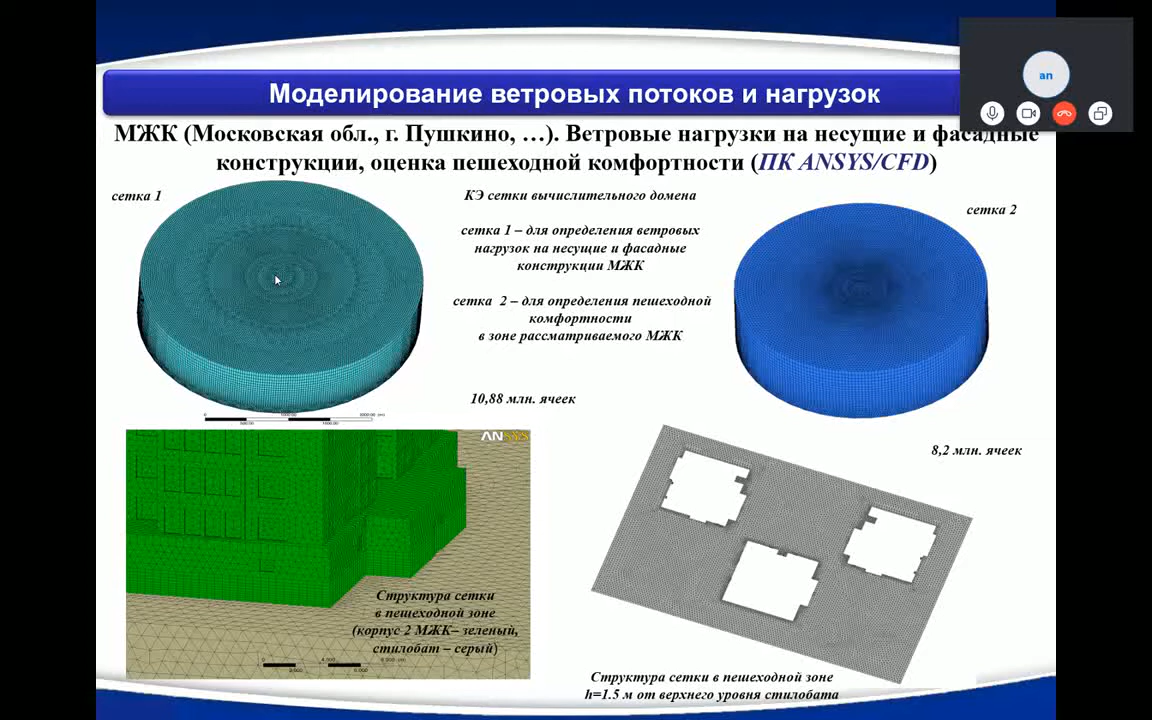 Моделирование ветровых потоков и нагрузок
an
МЖК (Московская обл., г. Пушкино, …). Ветровые нагрузки на несущие и фасадные
конструкции, оценка пешеходной комфортности (ПК ANSYS/CFD)
сетка 1
КЭ сетки вычислительного домена
сетка 2
сетка 1 – для определения ветровых
нагрузок на несущие и фасадные
конструкции МЖК
сетка 2 – для определения пешеходной
комфортности
в зоне рассматриваемого МЖК
10,88 млн. ячеек
ANSYS
8,2 млн. ячеек
Структура сетки
в пешеходной зоне
(корпус 2 МЖК– зеленый,
стилобат – серый)
Структура сетки в пешеходной зоне
h=1.5 м от верхнего уровня стилобата